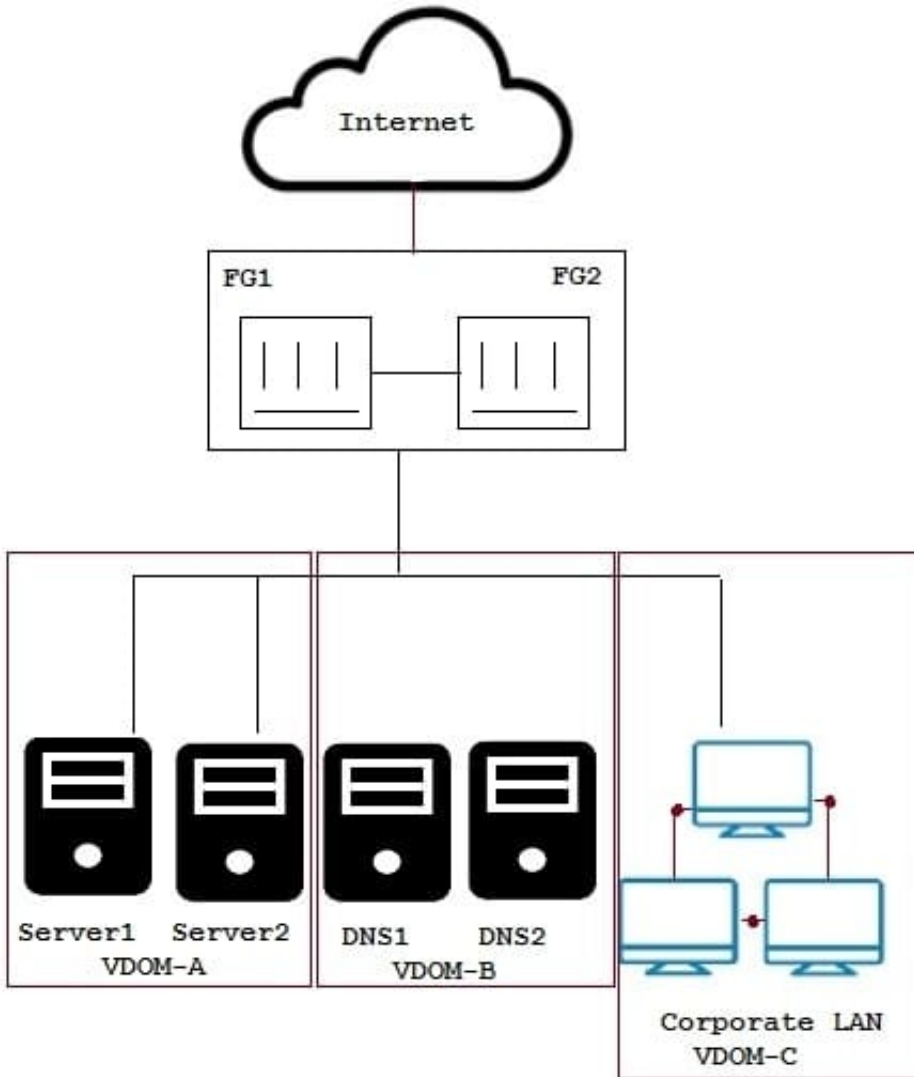 Internet
FG1 FG2
Server1 Server2 DNS1 DNS2
VDOM-A VDOM-B
Corporate LAN
VDOM-C